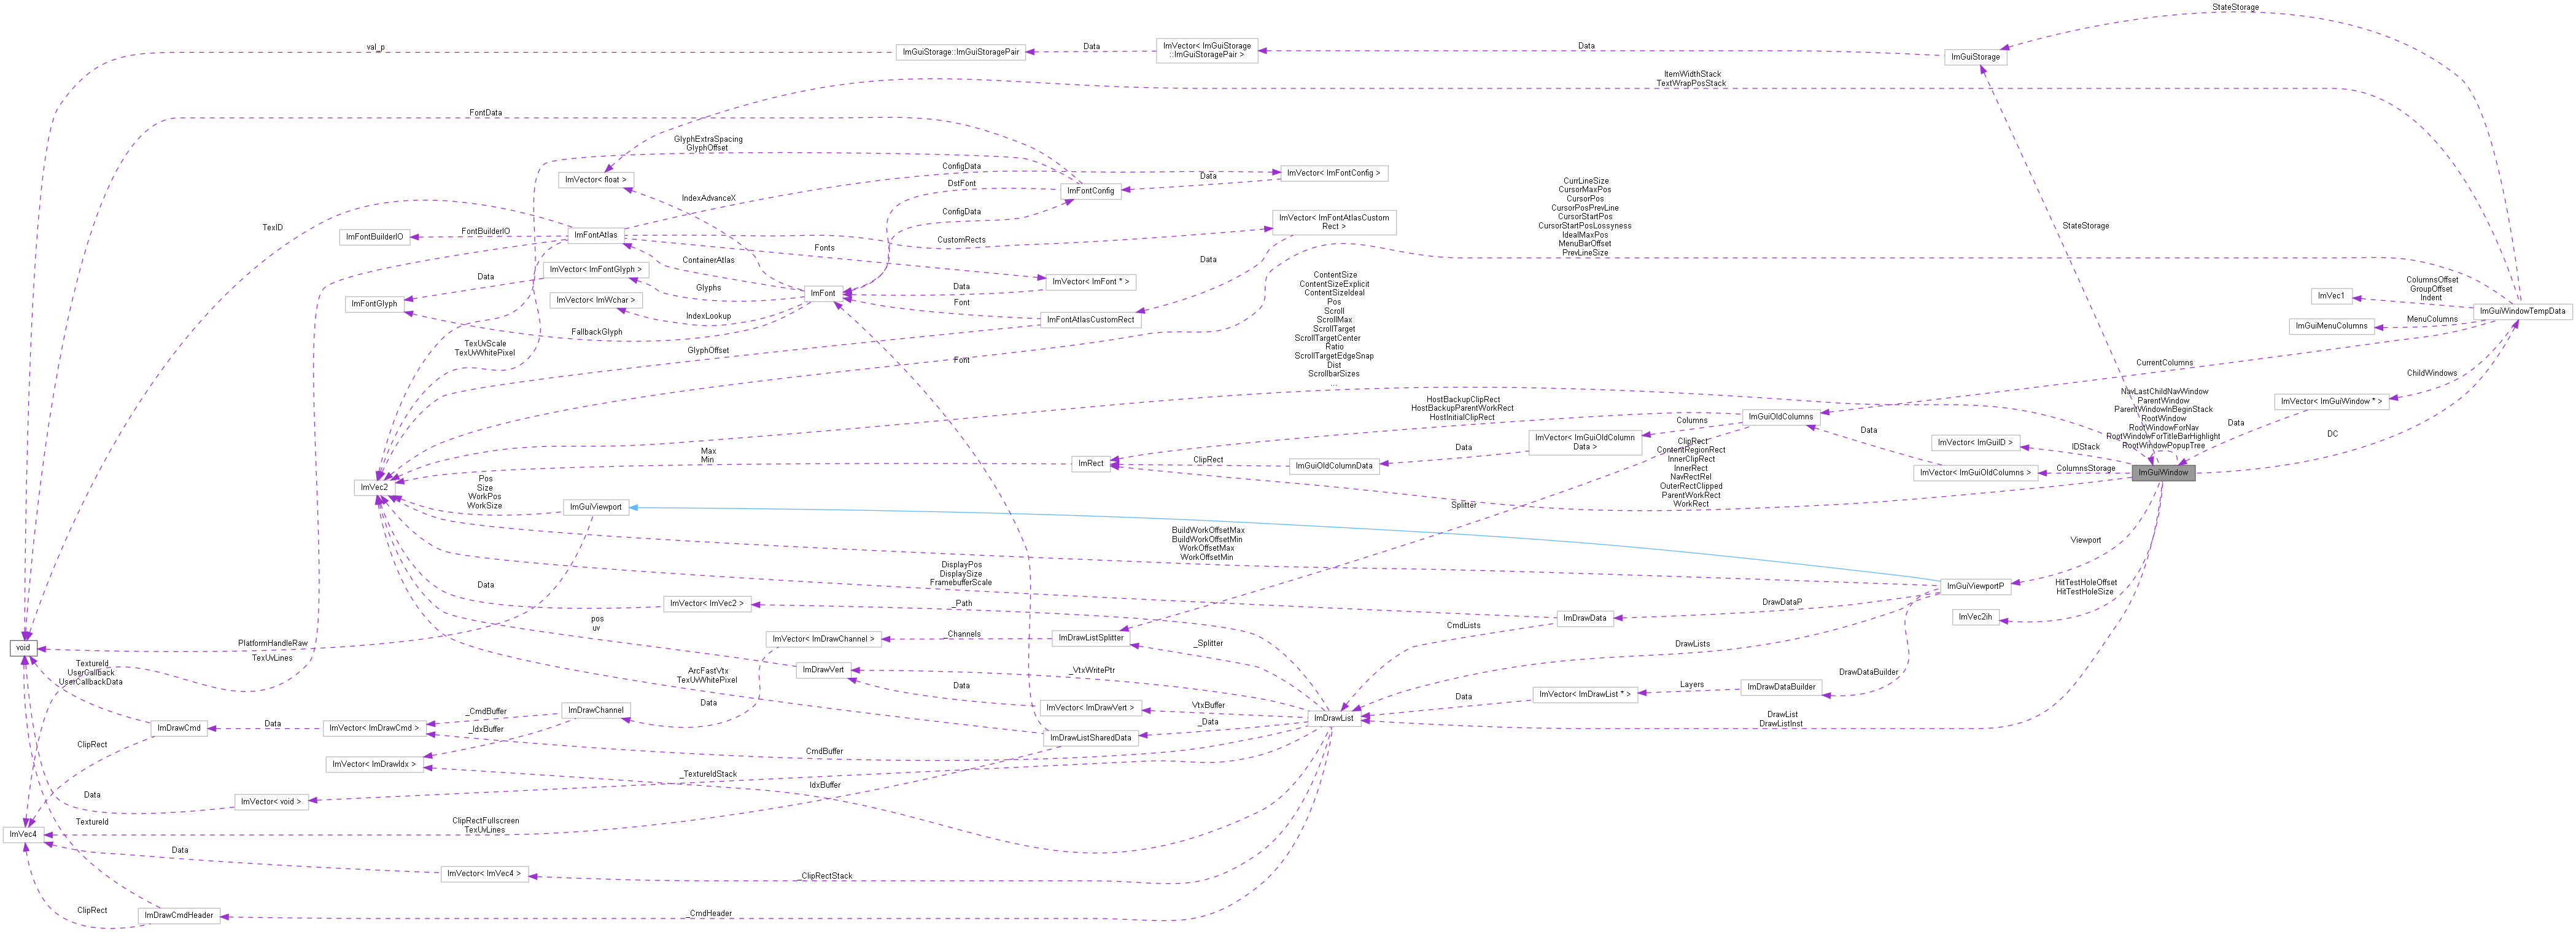 StateStorage
val_p
ImGuiStorage::ImGuiStoragePair
Data
ImVector< ImGuiStorage
::ImGuiStoragePair >
Data
ImGuiStorage
ItemWidthStack
TextWrapPosStack
FontData
GlyphExtraSpacing
GlyphOffset
ImVector< float >
ConfigData
ImVector< ImFontConfig >
Data
DstFont
ImFontConfig
IndexAdvanceX
ConfigData
CurrLineSize
CursorMaxPos
CursorPos
CursorPosPrevLine
CursorStartPos
CursorStartPosLossyness
IdealMaxPos
MenuBarOffset
PrevLineSize
ImVector< ImFontAtlasCustom
Rect >
TexID
ImFontBuilderIO
FontBuilderIO
ImFontAtlas
CustomRects
Fonts
StateStorage
ContainerAtlas
Data
ImVector< ImFontGlyph >
Data
Glyphs
ImVector< ImFont * >
Data
ImFontGlyph
ImVector< ImWchar >
ImFont
Font
IndexLookup
ImFontAtlasCustomRect
FallbackGlyph
ContentSize
ContentSizeExplicit
ContentSizeIdeal
Pos
Scroll
ScrollMax
ScrollTarget
ScrollTargetCenter
Ratio
ScrollTargetEdgeSnap
Dist
ScrollbarSizes
...
ColumnsOffset
GroupOffset
Indent
ImVec1
ImGuiWindowTempData
ImGuiMenuColumns
MenuColumns
TexUvScale
TexUvWhitePixel
GlyphOffset
Font
CurrentColumns
ChildWindows
NavLastChildNavWindow
ParentWindow
ParentWindowInBeginStack
RootWindow
RootWindowForNav
RootWindowForTitleBarHighlight
RootWindowPopupTree
ImVector< ImGuiWindow * >
HostBackupClipRect
HostBackupParentWorkRect
HostInitialClipRect
ImGuiOldColumns
Columns
ImVector< ImGuiOldColumn
Data >
Data
Data
DC
ImVector< ImGuiID >
IDStack
Max
Min
ImRect
ClipRect
ImGuiOldColumnData
Data
ClipRect
ContentRegionRect
InnerClipRect
InnerRect
NavRectRel
OuterRectClipped
ParentWorkRect
WorkRect
ImVector< ImGuiOldColumns >
ColumnsStorage
ImGuiWindow
ImVec2
Pos
Size
WorkPos
WorkSize
ImGuiViewport
Splitter
BuildWorkOffsetMax
BuildWorkOffsetMin
WorkOffsetMax
WorkOffsetMin
Viewport
DisplayPos
DisplaySize
FramebufferScale
Data
ImVector< ImVec2 >
_Path
DrawDataP
ImGuiViewportP
HitTestHoleOffset
HitTestHoleSize
ImDrawData
ImVec2ih
pos
uv
ImVector< ImDrawChannel >
_Channels
ImDrawListSplitter
_Splitter
CmdLists
DrawLists
void
PlatformHandleRaw
TexUvLines
TextureId
UserCallback
UserCallbackData
ArcFastVtx
TexUvWhitePixel
ImDrawVert
_VtxWritePtr
DrawDataBuilder
Data
Data
ImVector< ImDrawVert >
VtxBuffer
Data
ImVector< ImDrawList * >
Layers
ImDrawDataBuilder
ImDrawCmd
Data
ImVector< ImDrawCmd >
_CmdBuffer
ImDrawChannel
_IdxBuffer
ImDrawListSharedData
_Data
ImDrawList
DrawList
DrawListInst
ClipRect
ImVector< ImDrawIdx >
CmdBuffer
_TextureIdStack
IdxBuffer
Data
ImVector< void >
TextureId
ClipRectFullscreen
TexUvLines
ImVec4
Data
ImVector< ImVec4 >
_ClipRectStack
ClipRect
ImDrawCmdHeader
_CmdHeader